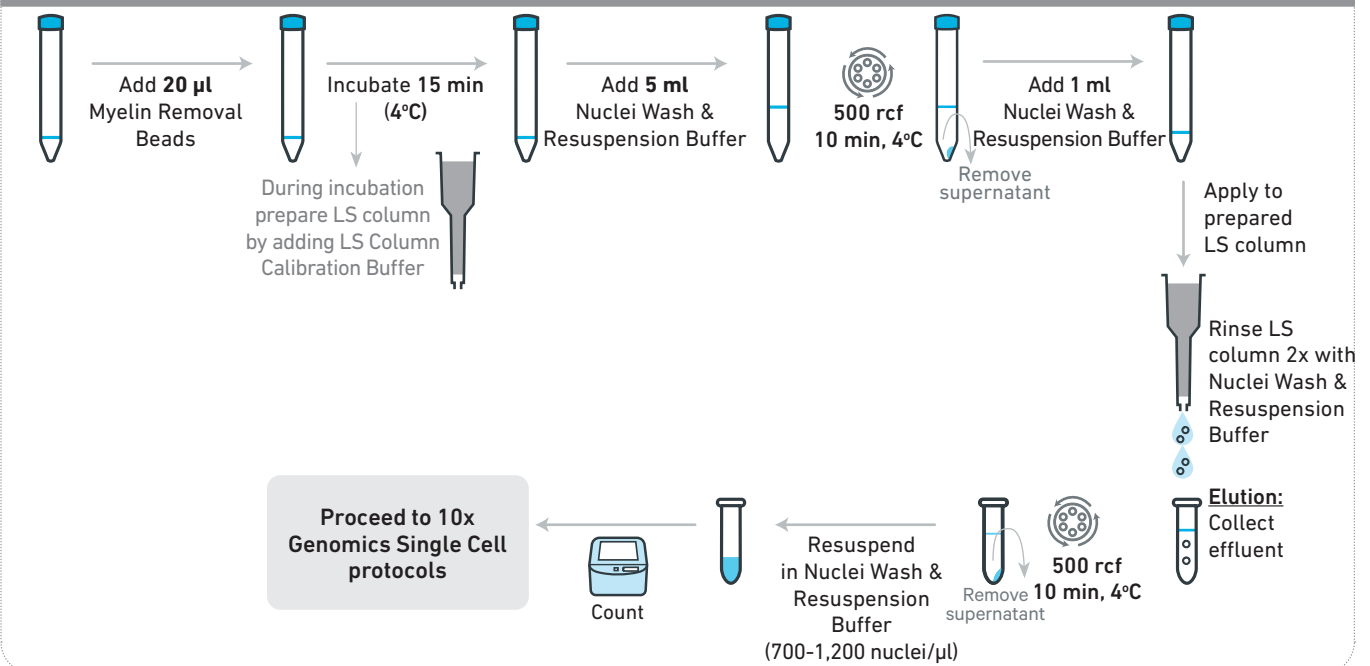 Add 20 µl
Myelin Removal
Beads
Incubate 15 min
(4ºC)
During incubation
prepare LS column
by adding LS Column
Calibration Buffer
Add 5 ml
Nuclei Wash &
Resuspension Buffer
500 rcf
10 min, 4ºC
Remove
supernatant
Add 1 ml
Nuclei Wash &
Resuspension Buffer
Apply to
prepared
LS column
Rinse LS
column 2x with
Nuclei Wash &
Resuspension
Buffer
Elution:
Collect
effluent
500 rcf
10 min, 4ºC
Remove
supernatant
Resuspend
in Nuclei Wash &
Resuspension
Buffer
(700-1,200 nuclei/µl)
Count
Proceed to 10x
Genomics Single Cell
protocols